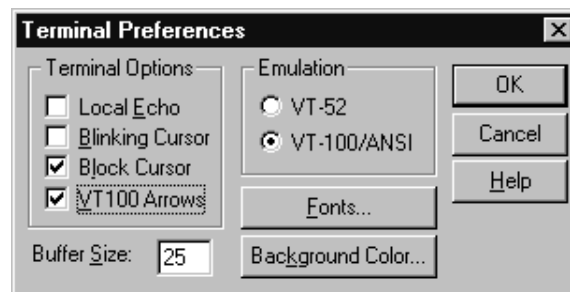 Terminal Preferences
Terminal Options
Local Echo
Blinking Cursor
Block Cursor
VT100 Arrows
Buffer Size: 25
Emulation
VT-52
VT-100/ANSI
Fonts...
Background Color...
OK
Cancel
Help